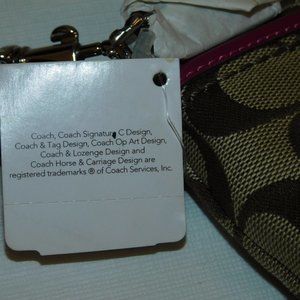 Coach, Coach Signature C Design,
Coach & Tag Design, Coach Op Art Design,
Coach & Lozenge Design and
Coach Horse & Carriage Design are
registered trademarks ® of Coach Services, Inc.